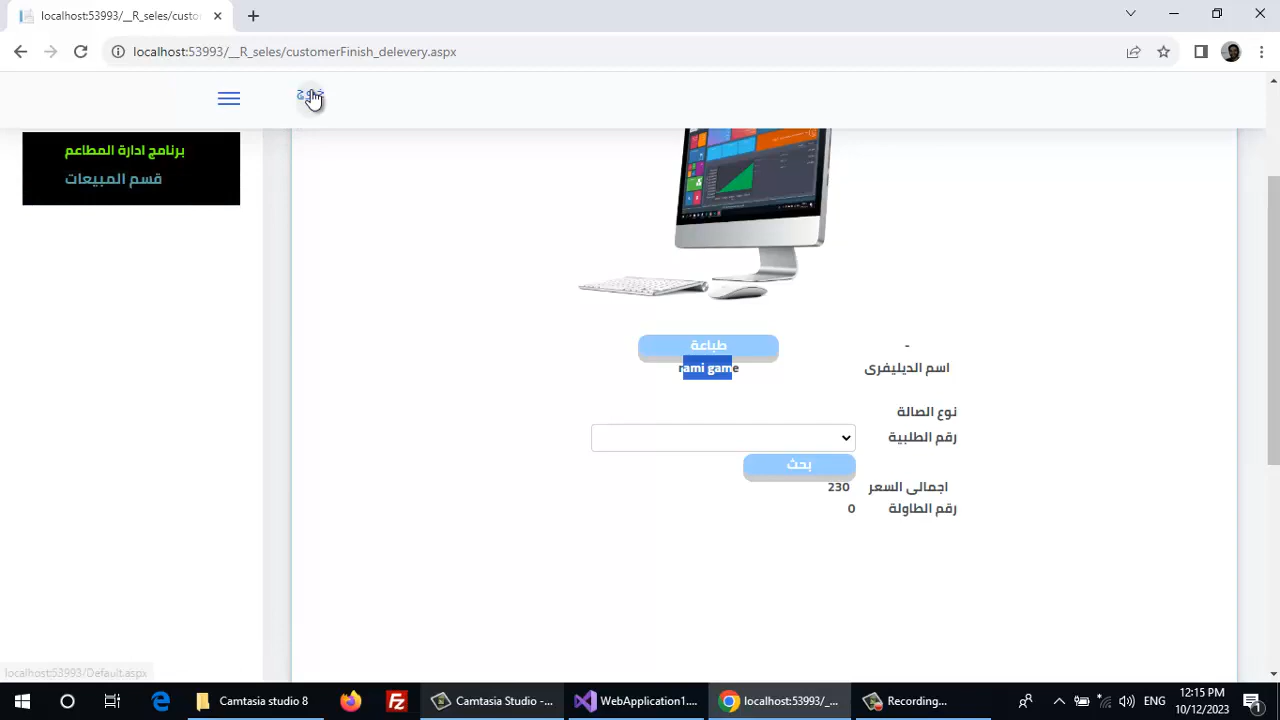 localhost:53993/__R_seles/custo
localhost:53993/__R_seles/customerFinish_delevery.aspx
برنامج ادارة المطاعم
قسم المبيعات
طباعة
-
اسم الديليفرى
rami game
نوع الصالة
رقم الطلبية
بحث
اجمالى السعر 230
رقم الطاولة 0
localhost:53993/Default.aspx
Camtasia studio 8
Camtasia Studio -...
WebApplication1....
localhost:53993/_...
Recording...
ENG
12:15 PM
10/12/2023
1